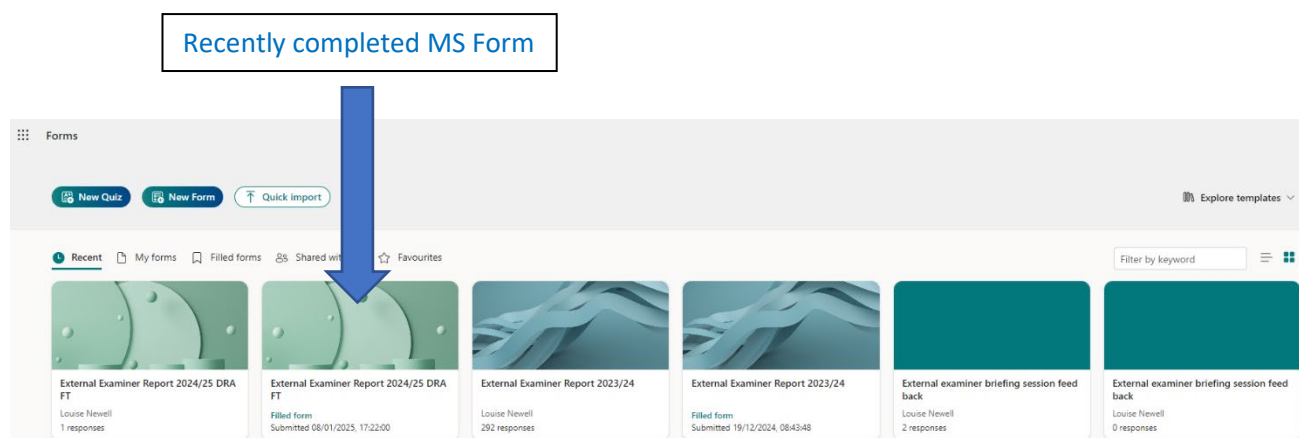 Recently completed MS Form
Forms
New Quiz
New Form
Quick import
Explore templates
Recent
My forms
Filled forms
Shared wit
Favourites
Filter by keyword
External Examiner Report 2024/25 DRA
FT
Louise Newell
1 responses
External Examiner Report 2024/25 DRA
FT
Filled form
Submitted 08/01/2025, 17:22:00
External Examiner Report 2023/24
Louise Newell
292 responses
External Examiner Report 2023/24
Filled form
Submitted 19/12/2024, 08:43:48
External examiner briefing session feed
back
Louise Newell
2 responses
External examiner briefing session feed
back
Louise Newell
0 responses